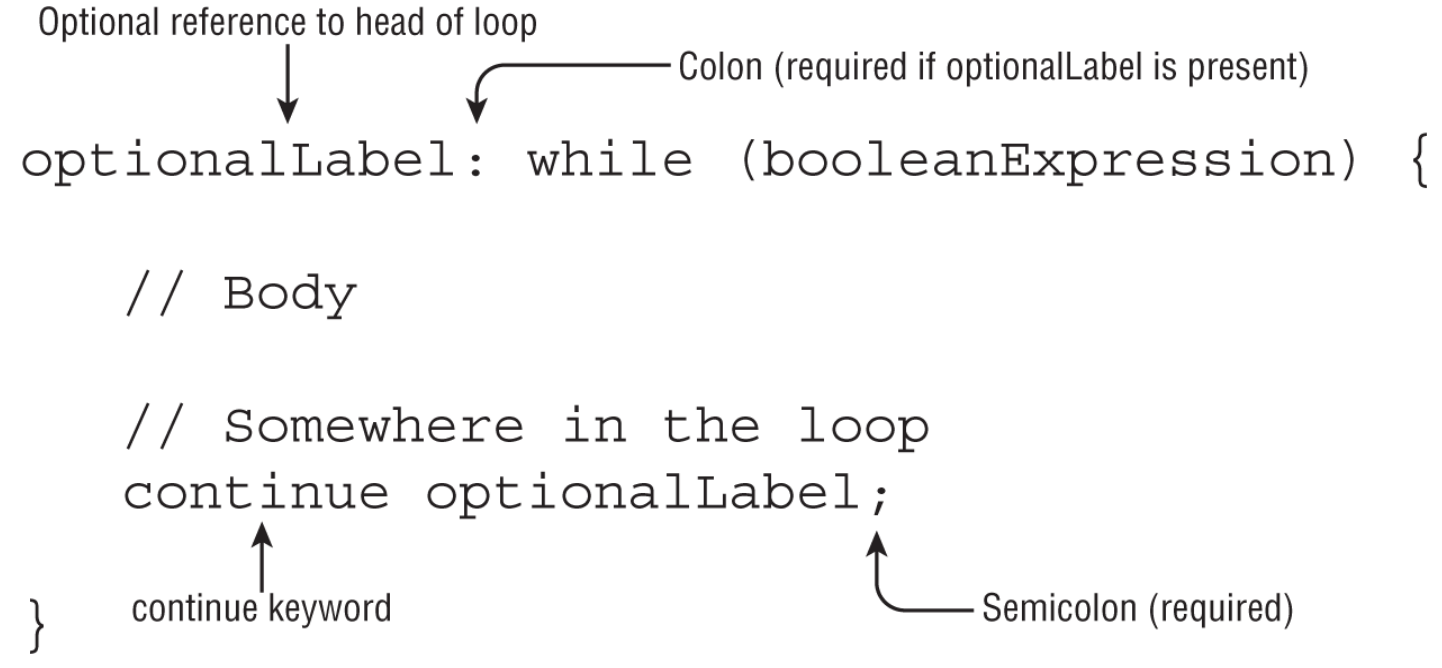 Optional reference to head of loop
Colon (required if optionalLabel is present)
optionalLabel: while (booleanExpression) {
// Body
// Somewhere in the loop
continue optionalLabel;
continue keyword
Semicolon (required)
}